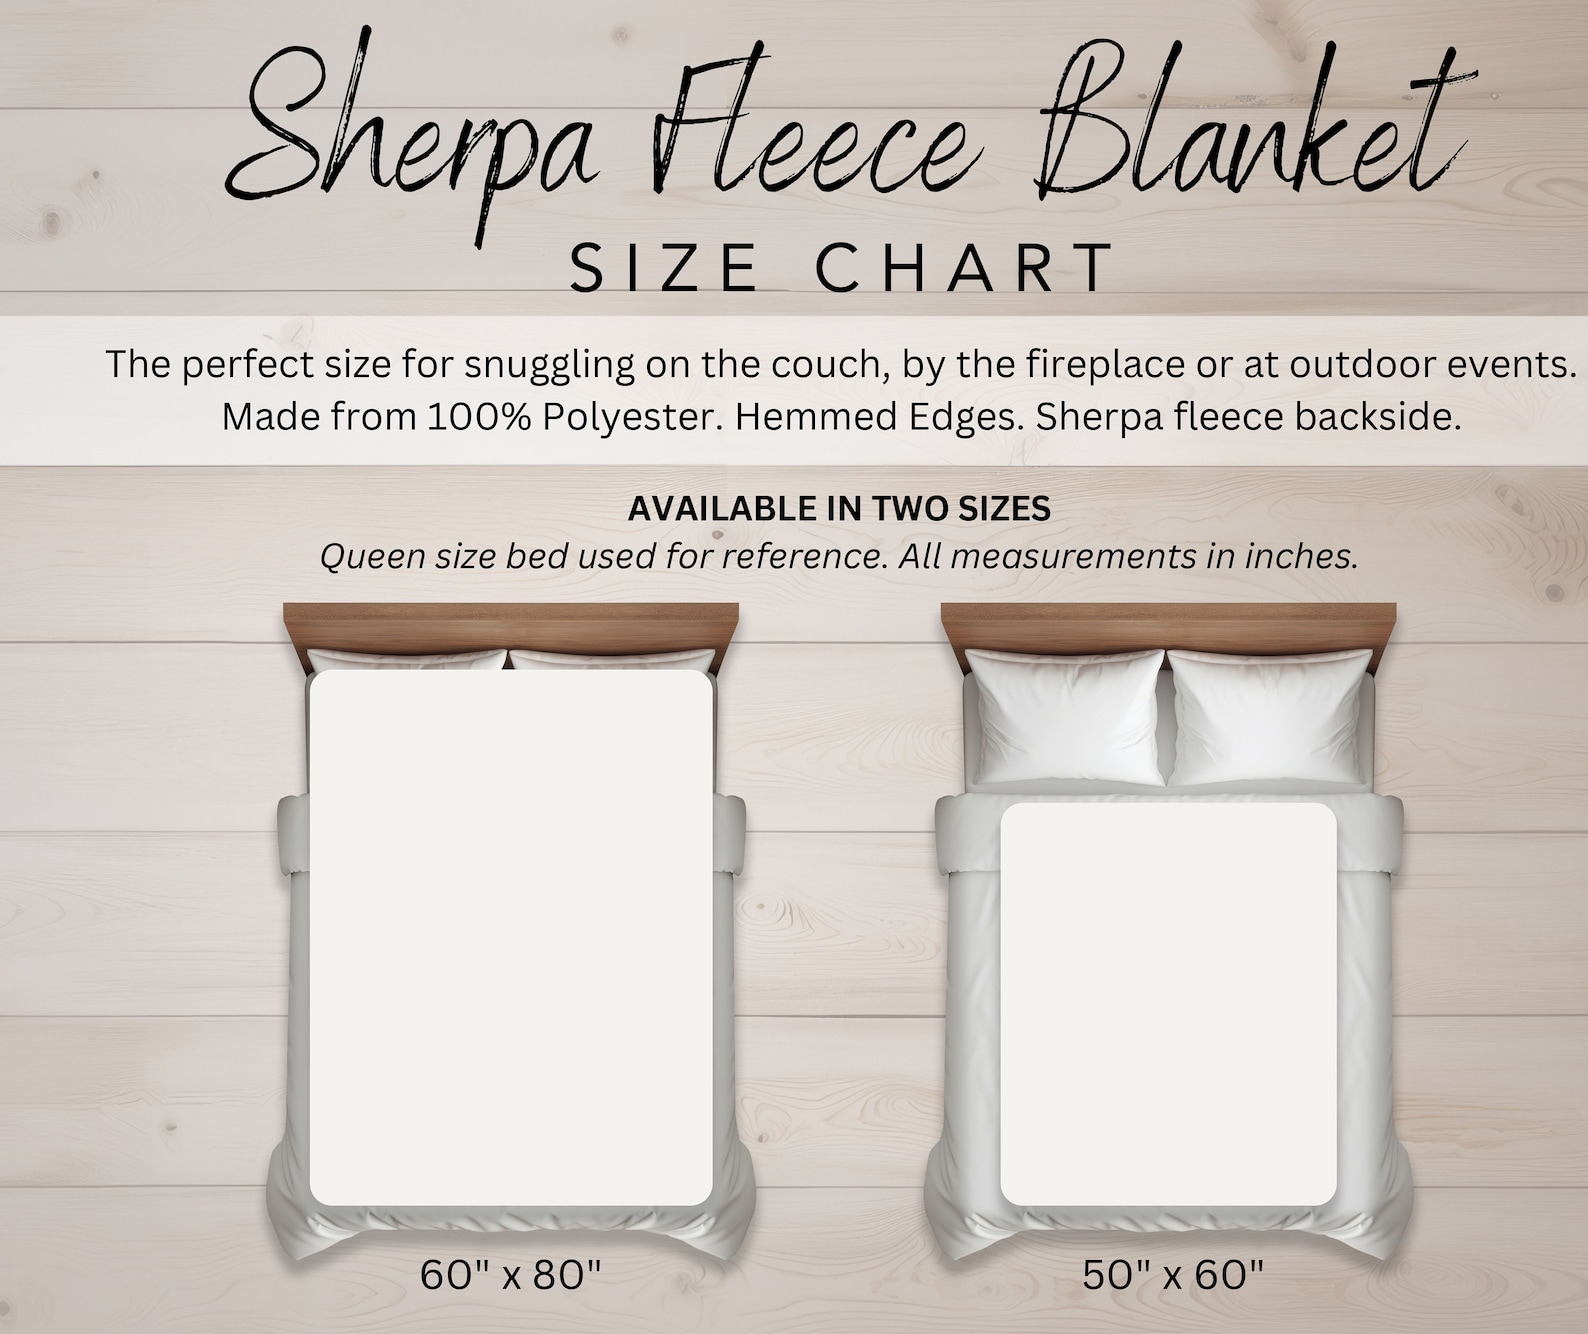 Sherpa Fleece Blanket
SIZE CHART
The perfect size for snuggling on the couch, by the fireplace or at outdoor events.
Made from 100% Polyester. Hemmed Edges. Sherpa fleece backside.
AVAILABLE IN TWO SIZES
Queen size bed used for reference. All measurements in inches.
60" x 80"
50" x 60"